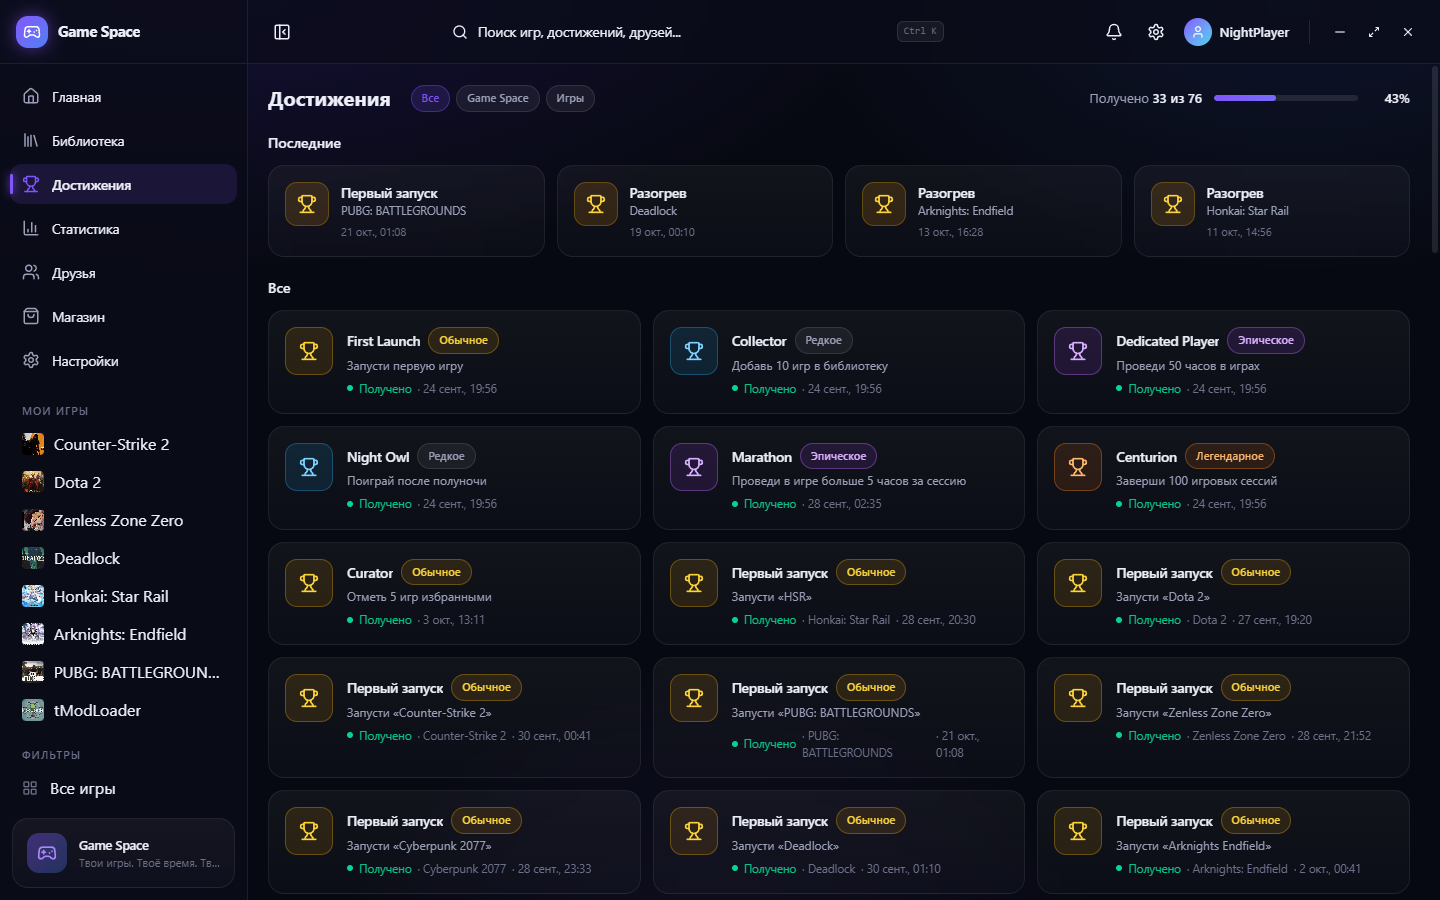 Game Space
Поиск игр, достижений, друзей...
Ctrl K
NightPlayer
Главная
Библиотека
Достижения
Статистика
Друзья
Магазин
Настройки
МОИ ИГРЫ
Counter-Strike 2
Dota 2
Zenless Zone Zero
Deadlock
Honkai: Star Rail
Arknights: Endfield
PUBG: BATTLEGROUN...
tModLoader
ФИЛЬТРЫ
Все игры
Game Space
Твои игры. Твоё время. Тв...
Достижения
Все
Game Space
Игры
Получено 33 из 76
43%
Последние
Первый запуск
PUBG: BATTLEGROUNDS
21 окт., 01:08
Разогрев
Deadlock
19 окт., 00:10
Разогрев
Arknights: Endfield
13 окт., 16:28
Разогрев
Honkai: Star Rail
11 окт., 14:56
Все
First Launch Обычное
Запусти первую игру
Получено · 24 сент., 19:56
Collector Редкое
Добавь 10 игр в библиотеку
Получено · 24 сент., 19:56
Dedicated Player Эпическое
Проведи 50 часов в играх
Получено · 24 сент., 19:56
Night Owl Редкое
Поиграй после полуночи
Получено · 24 сент., 19:56
Marathon Эпическое
Проведи в игре больше 5 часов за сессию
Получено · 28 сент., 02:35
Centurion Легендарное
Заверши 100 игровых сессий
Получено · 24 сент., 19:56
Curator Обычное
Отметь 5 игр избранными
Получено · 3 окт., 13:11
Первый запуск Обычное
Запусти «HSR»
Получено · Honkai: Star Rail · 28 сент., 20:30
Первый запуск Обычное
Запусти «Dota 2»
Получено · Dota 2 · 27 сент., 19:20
Первый запуск Обычное
Запусти «Counter-Strike 2»
Получено · Counter-Strike 2 · 30 сент., 00:41
Первый запуск Обычное
Запусти «PUBG: BATTLEGROUNDS»
Получено · PUBG: BATTLEGROUNDS · 21 окт., 01:08
Первый запуск Обычное
Запусти «Zenless Zone Zero»
Получено · Zenless Zone Zero · 28 сент., 21:52
Первый запуск Обычное
Запусти «Cyberpunk 2077»
Получено · Cyberpunk 2077 · 28 сент., 23:33
Первый запуск Обычное
Запусти «Deadlock»
Получено · Deadlock · 30 сент., 01:10
Первый запуск Обычное
Запусти «Arknights Endfield»
Получено · Arknights: Endfield · 2 окт., 00:41